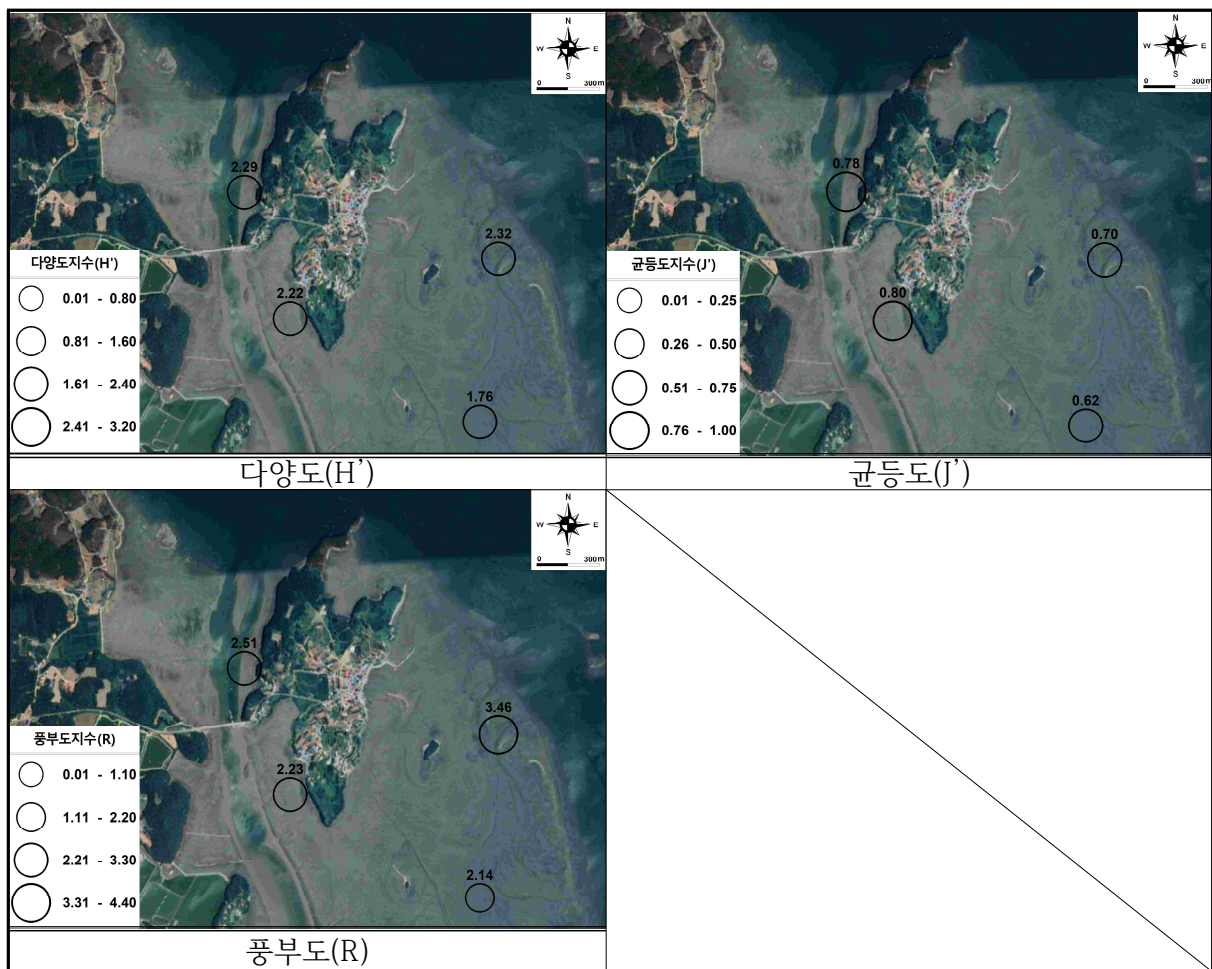 N
W E
S
0 300m
2.29
2.32
2.22
1.76
다양도지수(H')
0.01 - 0.80
0.81 - 1.60
1.61 - 2.40
2.41 - 3.20
다양도(H’)
N
W E
S
0 300m
0.78
0.70
0.80
0.62
균등도지수(J')
0.01 - 0.25
0.26 - 0.50
0.51 - 0.75
0.76 - 1.00
균등도(J’)
N
W E
S
0 300m
2.51
3.46
2.23
2.14
풍부도지수(R)
0.01 - 1.10
1.11 - 2.20
2.21 - 3.30
3.31 - 4.40
풍부도(R)